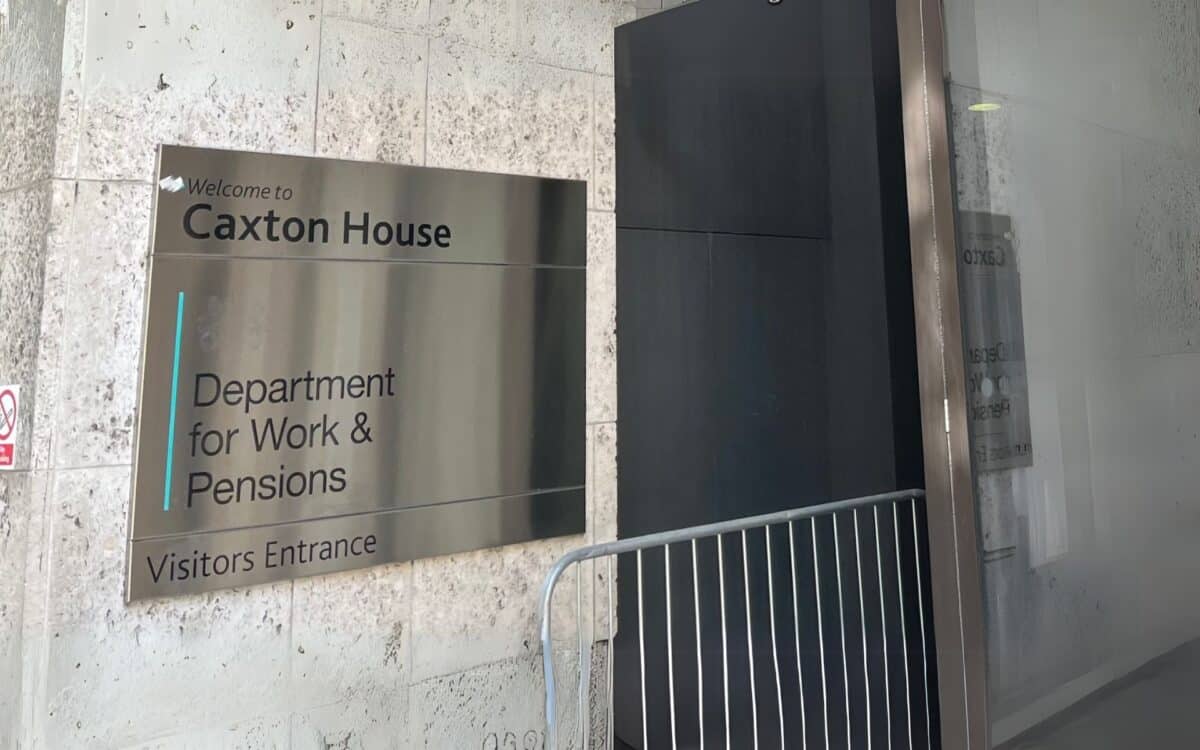 Welcome to
Caxton House
Department
for Work &
Pensions
Visitors Entrance